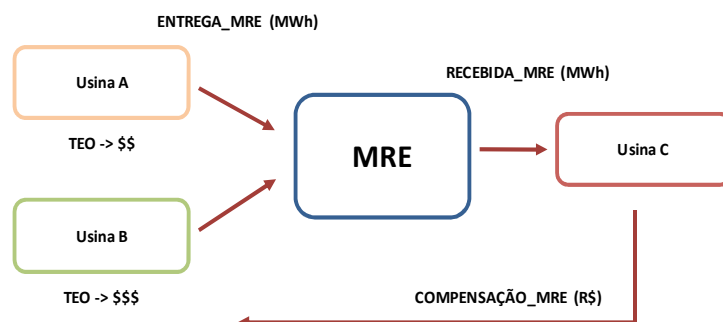 ENTREGA_MRE (MWh)
Usina A
RECEBIDA_MRE (MWh)
TEO -> $$
MRE
Usina C
Usina B
TEO -> $$$
COMPENSAÇÃO_MRE (R$)